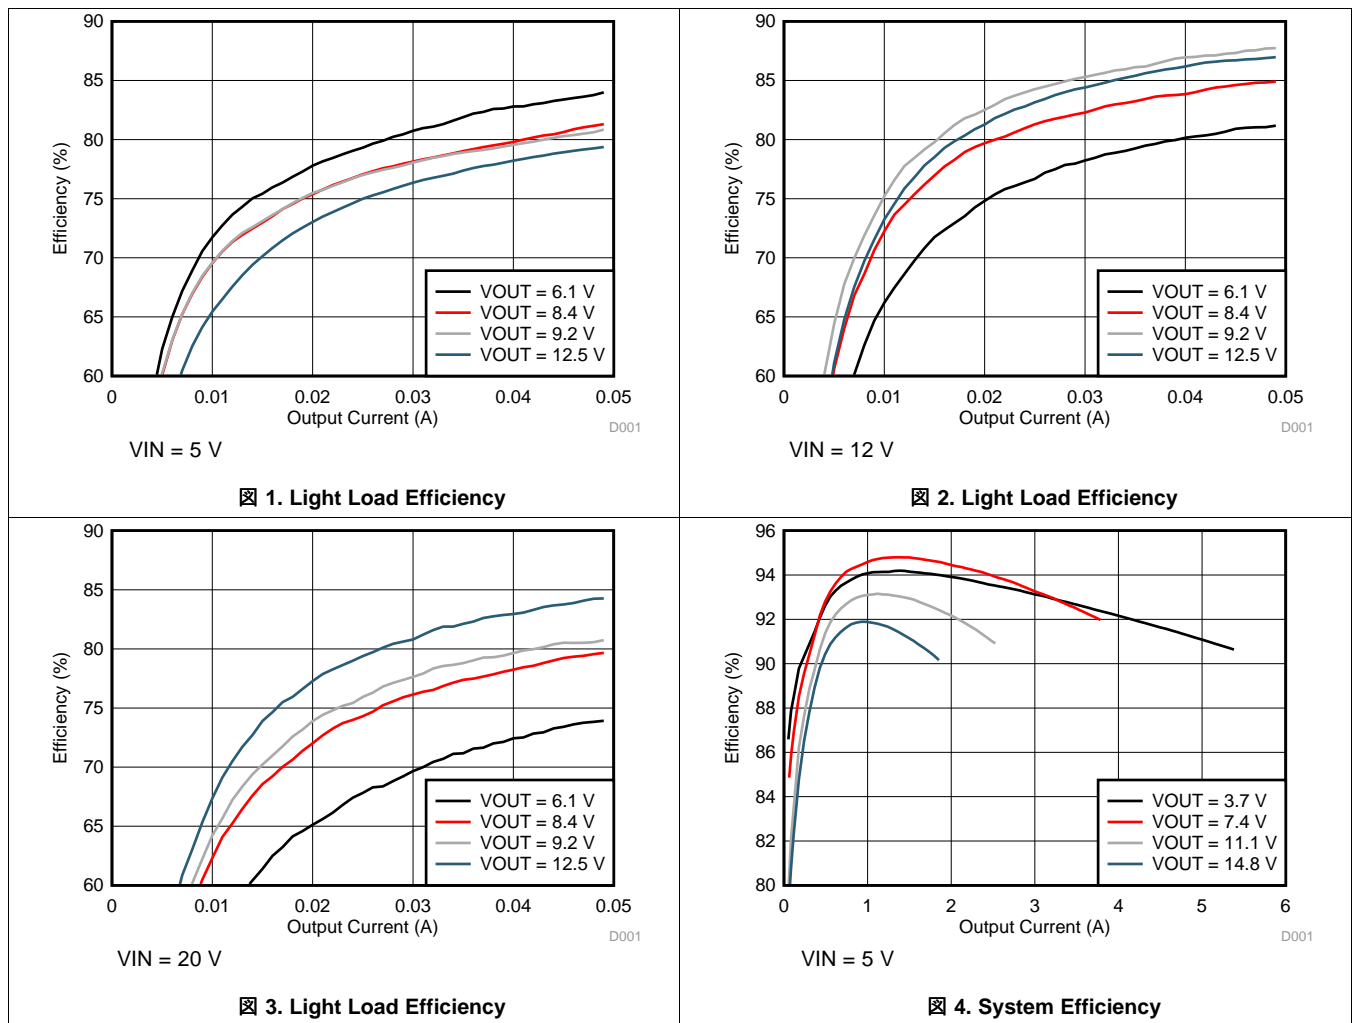 90
85
80
75
70
65
60
Efficiency (%)
VOUT = 6.1 V
VOUT = 8.4 V
VOUT = 9.2 V
VOUT = 12.5 V
0 0.01 0.02 0.03 0.04 0.05
Output Current (A)
D001
VIN = 5 V
図 1. Light Load Efficiency
90
85
80
75
70
65
60
Efficiency (%)
VOUT = 6.1 V
VOUT = 8.4 V
VOUT = 9.2 V
VOUT = 12.5 V
0 0.01 0.02 0.03 0.04 0.05
Output Current (A)
D001
VIN = 12 V
図 2. Light Load Efficiency
90
85
80
75
70
65
60
Efficiency (%)
VOUT = 6.1 V
VOUT = 8.4 V
VOUT = 9.2 V
VOUT = 12.5 V
0 0.01 0.02 0.03 0.04 0.05
Output Current (A)
D001
VIN = 20 V
図 3. Light Load Efficiency
96
94
92
90
88
86
84
82
80
Efficiency (%)
VOUT = 3.7 V
VOUT = 7.4 V
VOUT = 11.1 V
VOUT = 14.8 V
0 1 2 3 4 5 6
Output Current (A)
D001
VIN = 5 V
図 4. System Efficiency